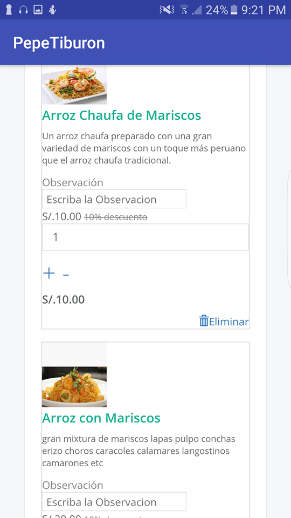 24% 9:21 PM
PepeTiburon
Arroz Chaufa de Mariscos
Un arroz chaufa preparado con una gran
variedad de mariscos con un toque más peruano
que el arroz chaufa tradicional.
Observación
Escriba la Observacion
S/.10.00 10% descuento
1
+ -
S/.10.00
Eliminar
Arroz con Mariscos
gran mixtura de mariscos lapas pulpo conchas
erizo choros caracoles calamares langostinos
camarones etc
Observación
Escriba la Observacion